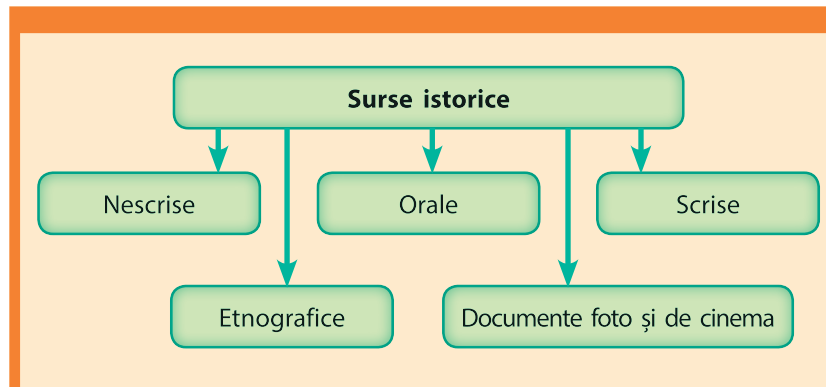 Surse istorice
Nescrise
Orale
Scrise
Etnografice
Documente foto și de cinema